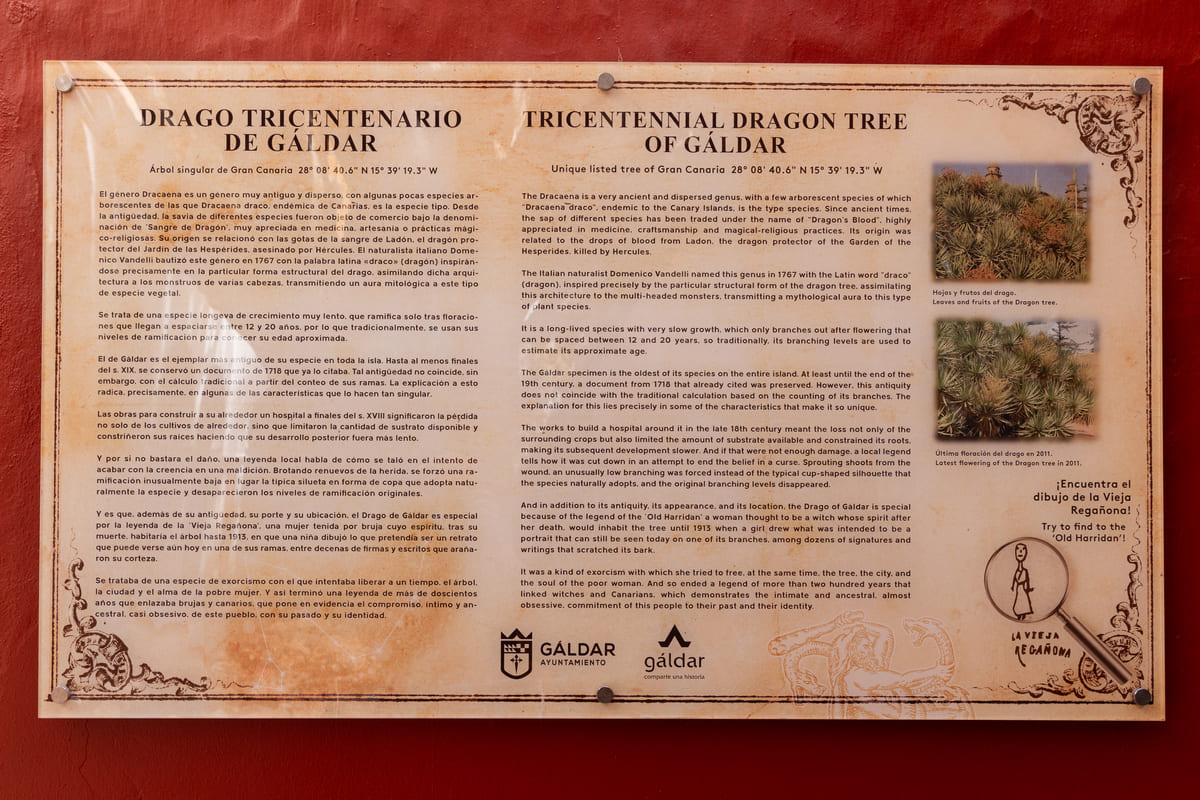 DRAGO TRICENTENARIO
DE GÁLDAR
Árbol singular de Gran Canaria 28º 08' 40.6" N 15º 39' 19.3" W
El género Dracaena es un género muy antiguo y disperso, con algunas pocas especies ar-
borescentes de las que Dracaena draco, endémica de Canarias, es la especie tipo. Desde
la antigüedad, la savia de diferentes especies fueron objeto de comercio bajo la denomi-
nación de 'Sangre de Dragón', muy apreciada en medicina, artesanía o prácticas mági-
co-religiosas. Su origen se relacionó con las gotas de la sangre de Ladón, el dragón pro-
tector del Jardín de las Hespérides, asesinado por Hércules. El naturalista italiano Dome-
nico Vandelli bautizó este género en 1767 con la palabra latina «draco» (dragón) inspirán-
dose precisamente en la particular forma estructural del drago, asimilando dicha arqui-
tectura a los monstruos de varias cabezas, transmitiendo un aura mitológica a este tipo
de especie vegetal.
Se trata de una especie longeva de crecimiento muy lento, que ramifica solo tras floracio-
nes que llegan a espaciarse entre 12 y 20 años, por lo que tradicionalmente, se usan sus
niveles de ramificación para conocer su edad aproximada.
El de Gáldar es el ejemplar más antiguo de su especie en toda la isla. Hasta al menos finales
del s. XIX, se conservó un documento de 1718 que ya lo citaba. Tal antigüedad no coincide, sin
embargo, con el cálculo tradicional a partir del conteo de sus ramas. La explicación a esto
radica, precisamente, en algunas de las características que lo hacen tan singular.
Las obras para construir a su alrededor un hospital a finales del s. XVIII significaron la pérdida
no solo de los cultivos de alrededor, sino que limitaron la cantidad de sustrato disponible y
constriñeron sus raíces haciendo que su desarrollo posterior fuera más lento.
Y por si no bastara el daño, una leyenda local habla de cómo se taló en el intento de
acabar con la creencia en una maldición. Brotando renuevos de la herida, se forzó una ra-
mificación inusualmente baja en lugar la típica silueta en forma de copa que adopta natu-
ralmente la especie y desaparecieron los niveles de ramificación originales.
Y es que, además de su antigüedad, su porte y su ubicación, el Drago de Gáldar es especial
por la leyenda de la 'Vieja Regañona', una mujer tenida por bruja cuyo espíritu, tras su
muerte, habitaría el árbol hasta 1913, en que una niña dibujó lo que pretendía ser un retrato
que puede verse aún hoy en una de sus ramas, entre decenas de firmas y escritos que araña-
ron su corteza.
Se trataba de una especie de exorcismo con el que intentaba liberar a un tiempo, el árbol,
la ciudad y el alma de la pobre mujer. Y así terminó una leyenda de más de doscientos
años que enlazaba brujas y canarios, que pone en evidencia el compromiso, íntimo y an-
cestral, casi obsesivo, de este pueblo, con su pasado y su identidad.
TRICENTENNIAL DRAGON TREE
OF GÁLDAR
Unique listed tree of Gran Canaria 28º 08' 40.6" N 15º 39' 19.3" W
The Dracaena is a very ancient and dispersed genus, with a few arborescent species of which
"Dracaena draco", endemic to the Canary Islands, is the type species. Since ancient times,
the sap of different species has been traded under the name of "Dragon's Blood", highly
appreciated in medicine, craftsmanship and magical-religious practices. Its origin was
related to the drops of blood from Ladon, the dragon protector of the Garden of the
Hesperides, killed by Hercules.
The Italian naturalist Domenico Vandelli named this genus in 1767 with the Latin word "draco"
(dragon), inspired precisely by the particular structural form of the dragon tree, assimilating
this architecture to the multi-headed monsters, transmitting a mythological aura to this type
of plant species.
It is a long-lived species with very slow growth, which only branches out after flowering that
can be spaced between 12 and 20 years, so traditionally, its branching levels are used to
estimate its approximate age.
The Gáldar specimen is the oldest of its species on the entire island. At least until the end of the
19th century, a document from 1718 that already cited was preserved. However, this antiquity
does not coincide with the traditional calculation based on the counting of its branches. The
explanation for this lies precisely in some of the characteristics that make it so unique.
The works to build a hospital around it in the late 18th century meant the loss not only of the
surrounding crops but also limited the amount of substrate available and constrained its roots,
making its subsequent development slower. And if that were not enough damage, a local legend
tells how it was cut down in an attempt to end the belief in a curse. Sprouting shoots from the
wound, an unusually low branching was forced instead of the typical cup-shaped silhouette that
the species naturally adopts, and the original branching levels disappeared.
And in addition to its antiquity, its appearance, and its location, the Drago of Gáldar is special
because of the legend of the 'Old Harridan' a woman thought to be a witch whose spirit after
her death, would inhabit the tree until 1913 when a girl drew what was intended to be a
portrait that can still be seen today on one of its branches, among dozens of signatures and
writings that scratched its bark.
It was a kind of exorcism with which she tried to free, at the same time, the tree, the city, and
the soul of the poor woman. And so ended a legend of more than two hundred years that
linked witches and Canarians, which demonstrates the intimate and ancestral, almost
obsessive, commitment of this people to their past and their identity.
Hojas y frutos del drago.
Leaves and fruits of the Dragon tree.
Última floración del drago en 2011.
Latest flowering of the Dragon tree in 2011.
¡Encuentra el
dibujo de la Vieja
Regañona!
Try to find to the
'Old Harridan'!
LA VIEJA
REGAÑONA
GÁLDAR
AYUNTAMIENTO
gáldar
comparte una historia